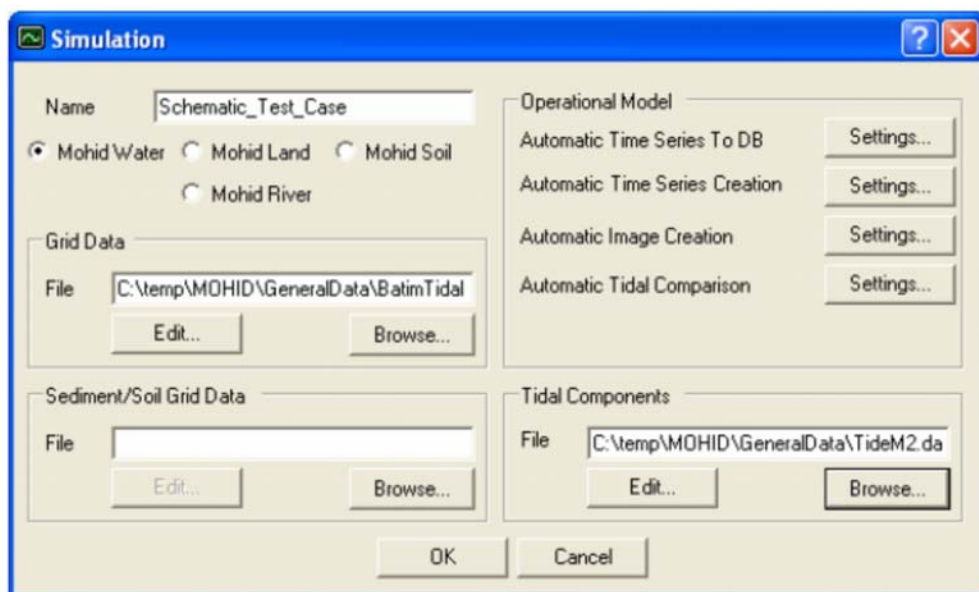 Simulation
Name Schematic_Test_Case
Mohid Water Mohid Land Mohid Soil
Mohid River
Grid Data
File C:\temp\MOHID\GeneralData\BatimTidal
Edit... Browse...
Sediment/Soil Grid Data
File
Edit... Browse...
Operational Model
Automatic Time Series To DB Settings...
Automatic Time Series Creation Settings...
Automatic Image Creation Settings...
Automatic Tidal Comparison Settings...
Tidal Components
File C:\temp\MOHID\GeneralData\TideM2.da
Edit... Browse...
OK Cancel